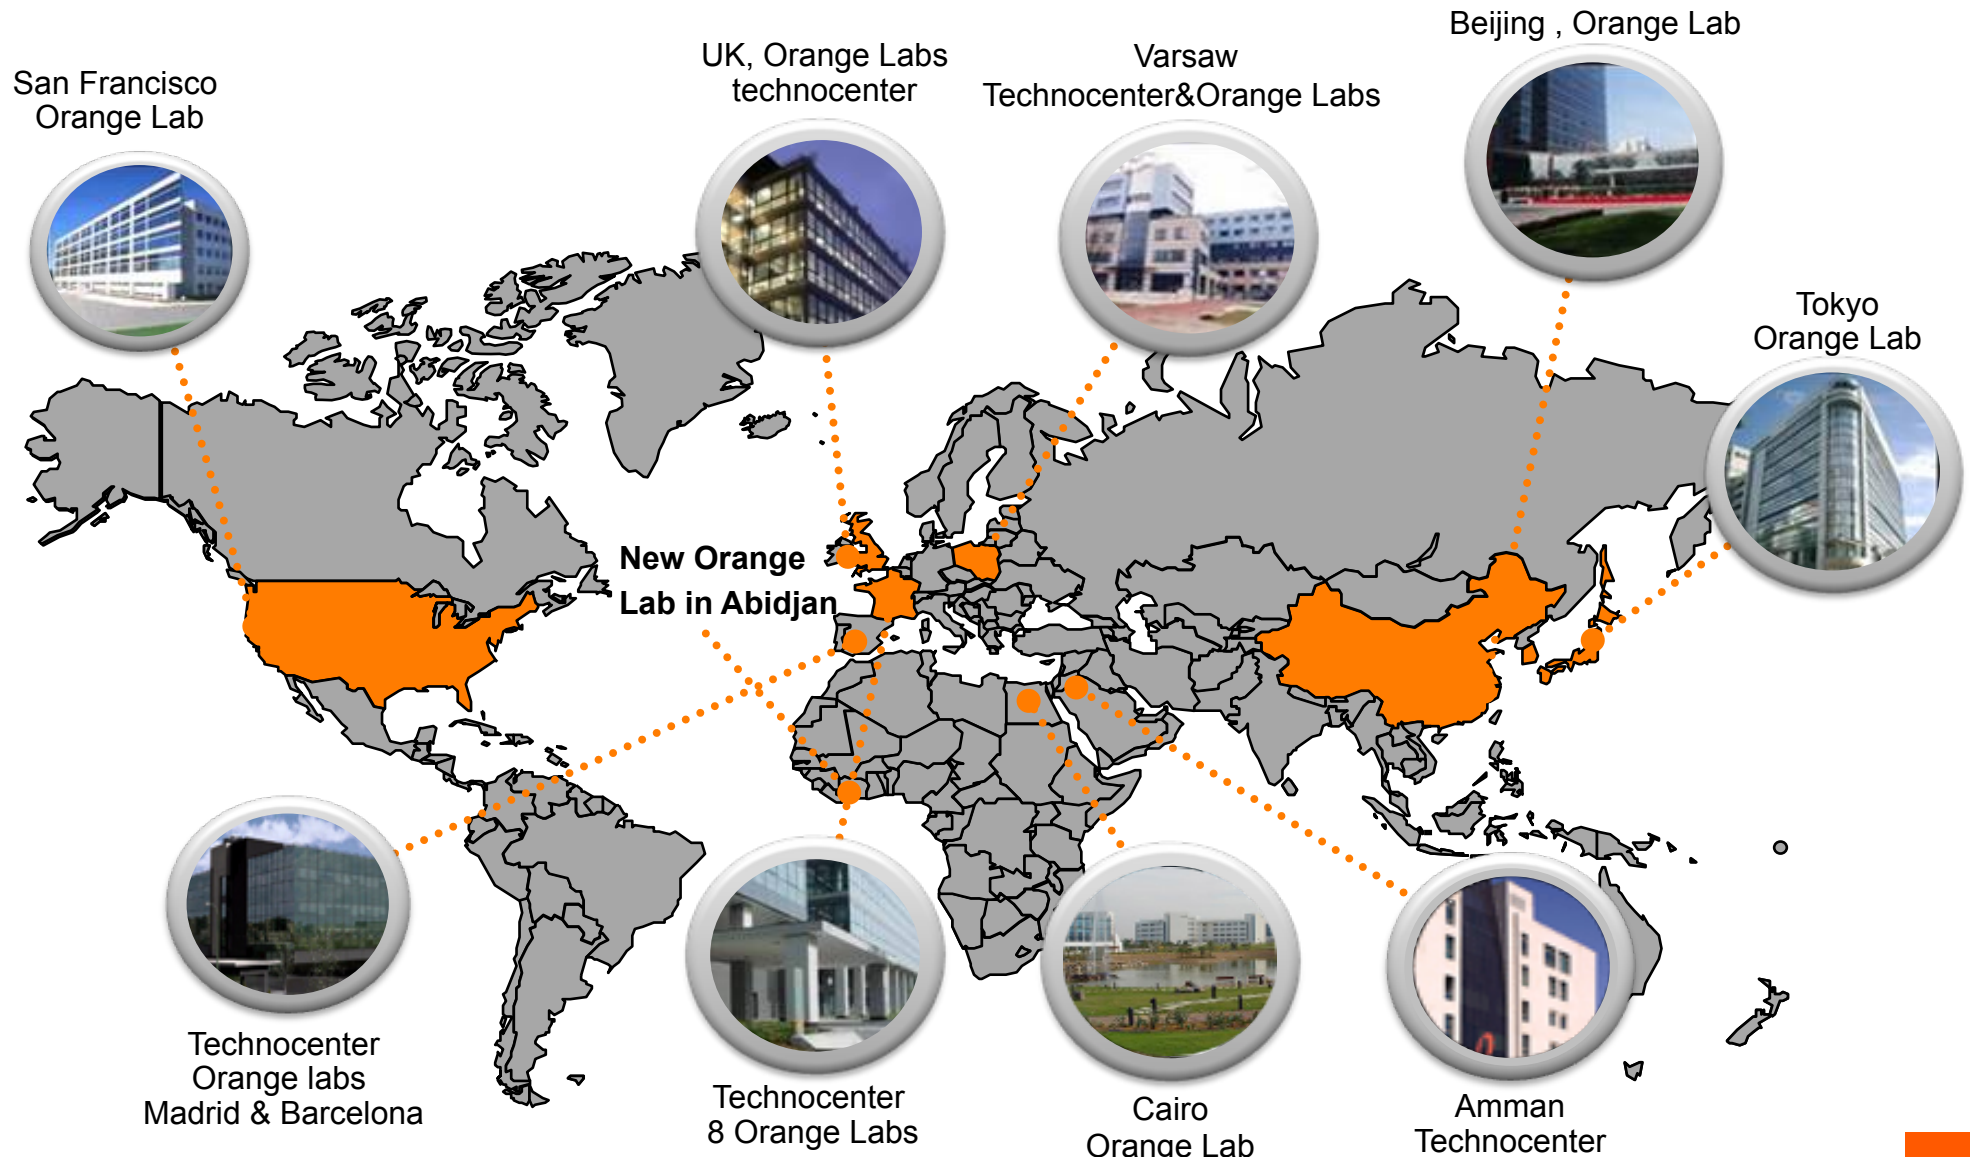 San Francisco
Orange Lab
UK, Orange Labs
technocenter
Varsaw
Technocenter&Orange Labs
Beijing , Orange Lab
Tokyo
Orange Lab
New Orange
Lab in Abidjan
Technocenter
Orange labs
Madrid & Barcelona
Technocenter
8 Orange Labs
Cairo
Orange Lab
Amman
Technocenter